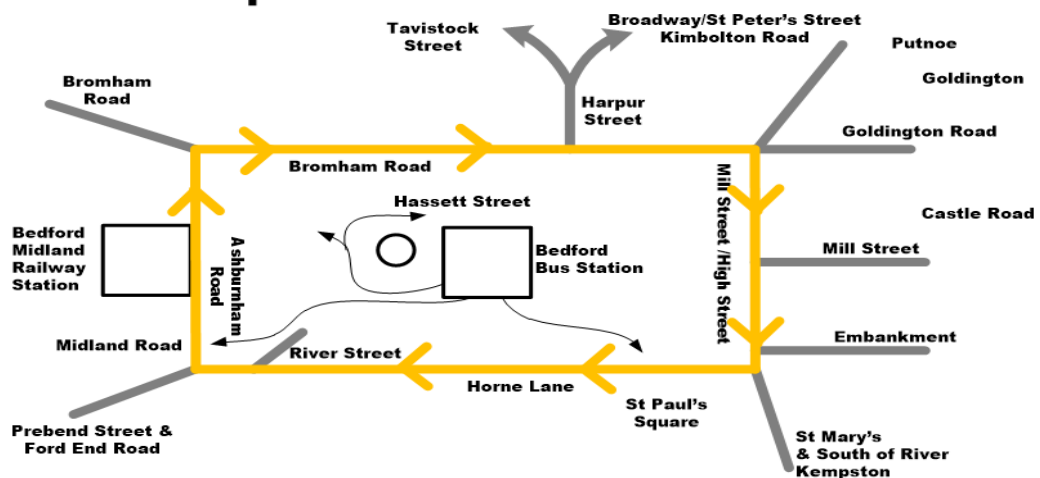 Tavistock
Street
Broadway/St Peter's Street
Kimbolton Road
Putnoe
Goldington
Bromham
Road
Harpur
Street
Goldington Road
Bromham Road
Hassett Street
Castle Road
Bedford
Midland
Railway
Station
Ashburnham
Road
Bedford
Bus Station
Mill Street /High Street
Mill Street
Midland Road
River Street
Embankment
Horne Lane
St Paul's
Square
Prebend Street &
Ford End Road
St Mary's
& South of River
Kempston